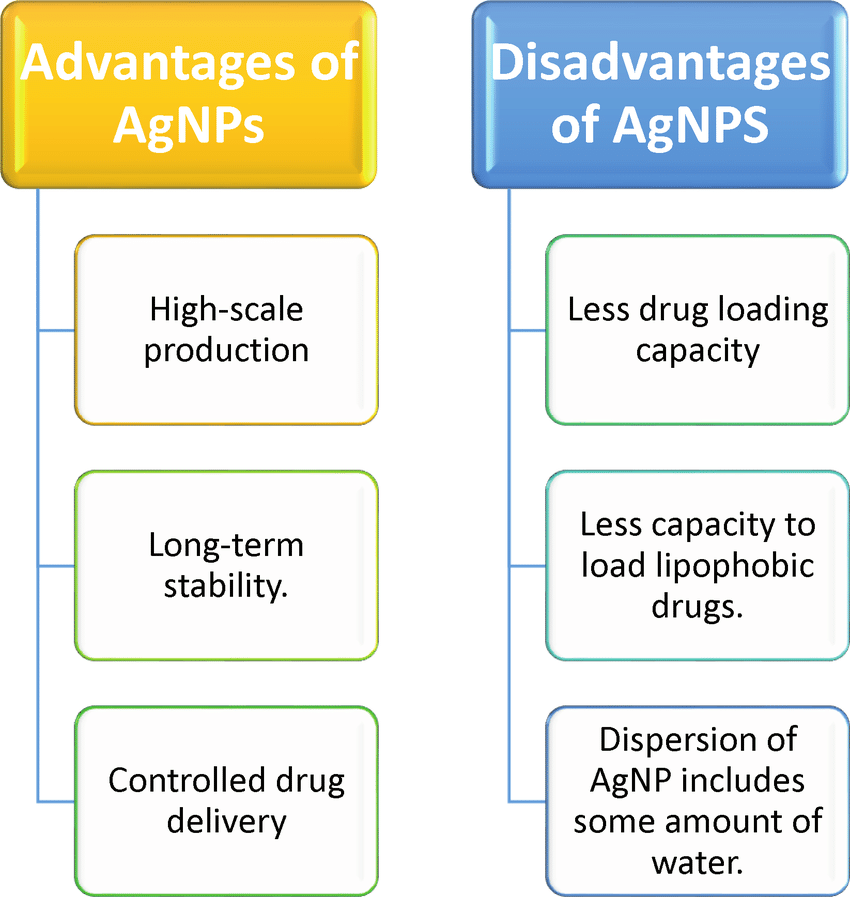 Advantages of
AgNPs
High-scale
production
Long-term
stability.
Controlled drug
delivery
Disadvantages
of AgNPS
Less drug loading
capacity
Less capacity to
load lipophobic
drugs.
Dispersion of
AgNP includes
some amount of
water.